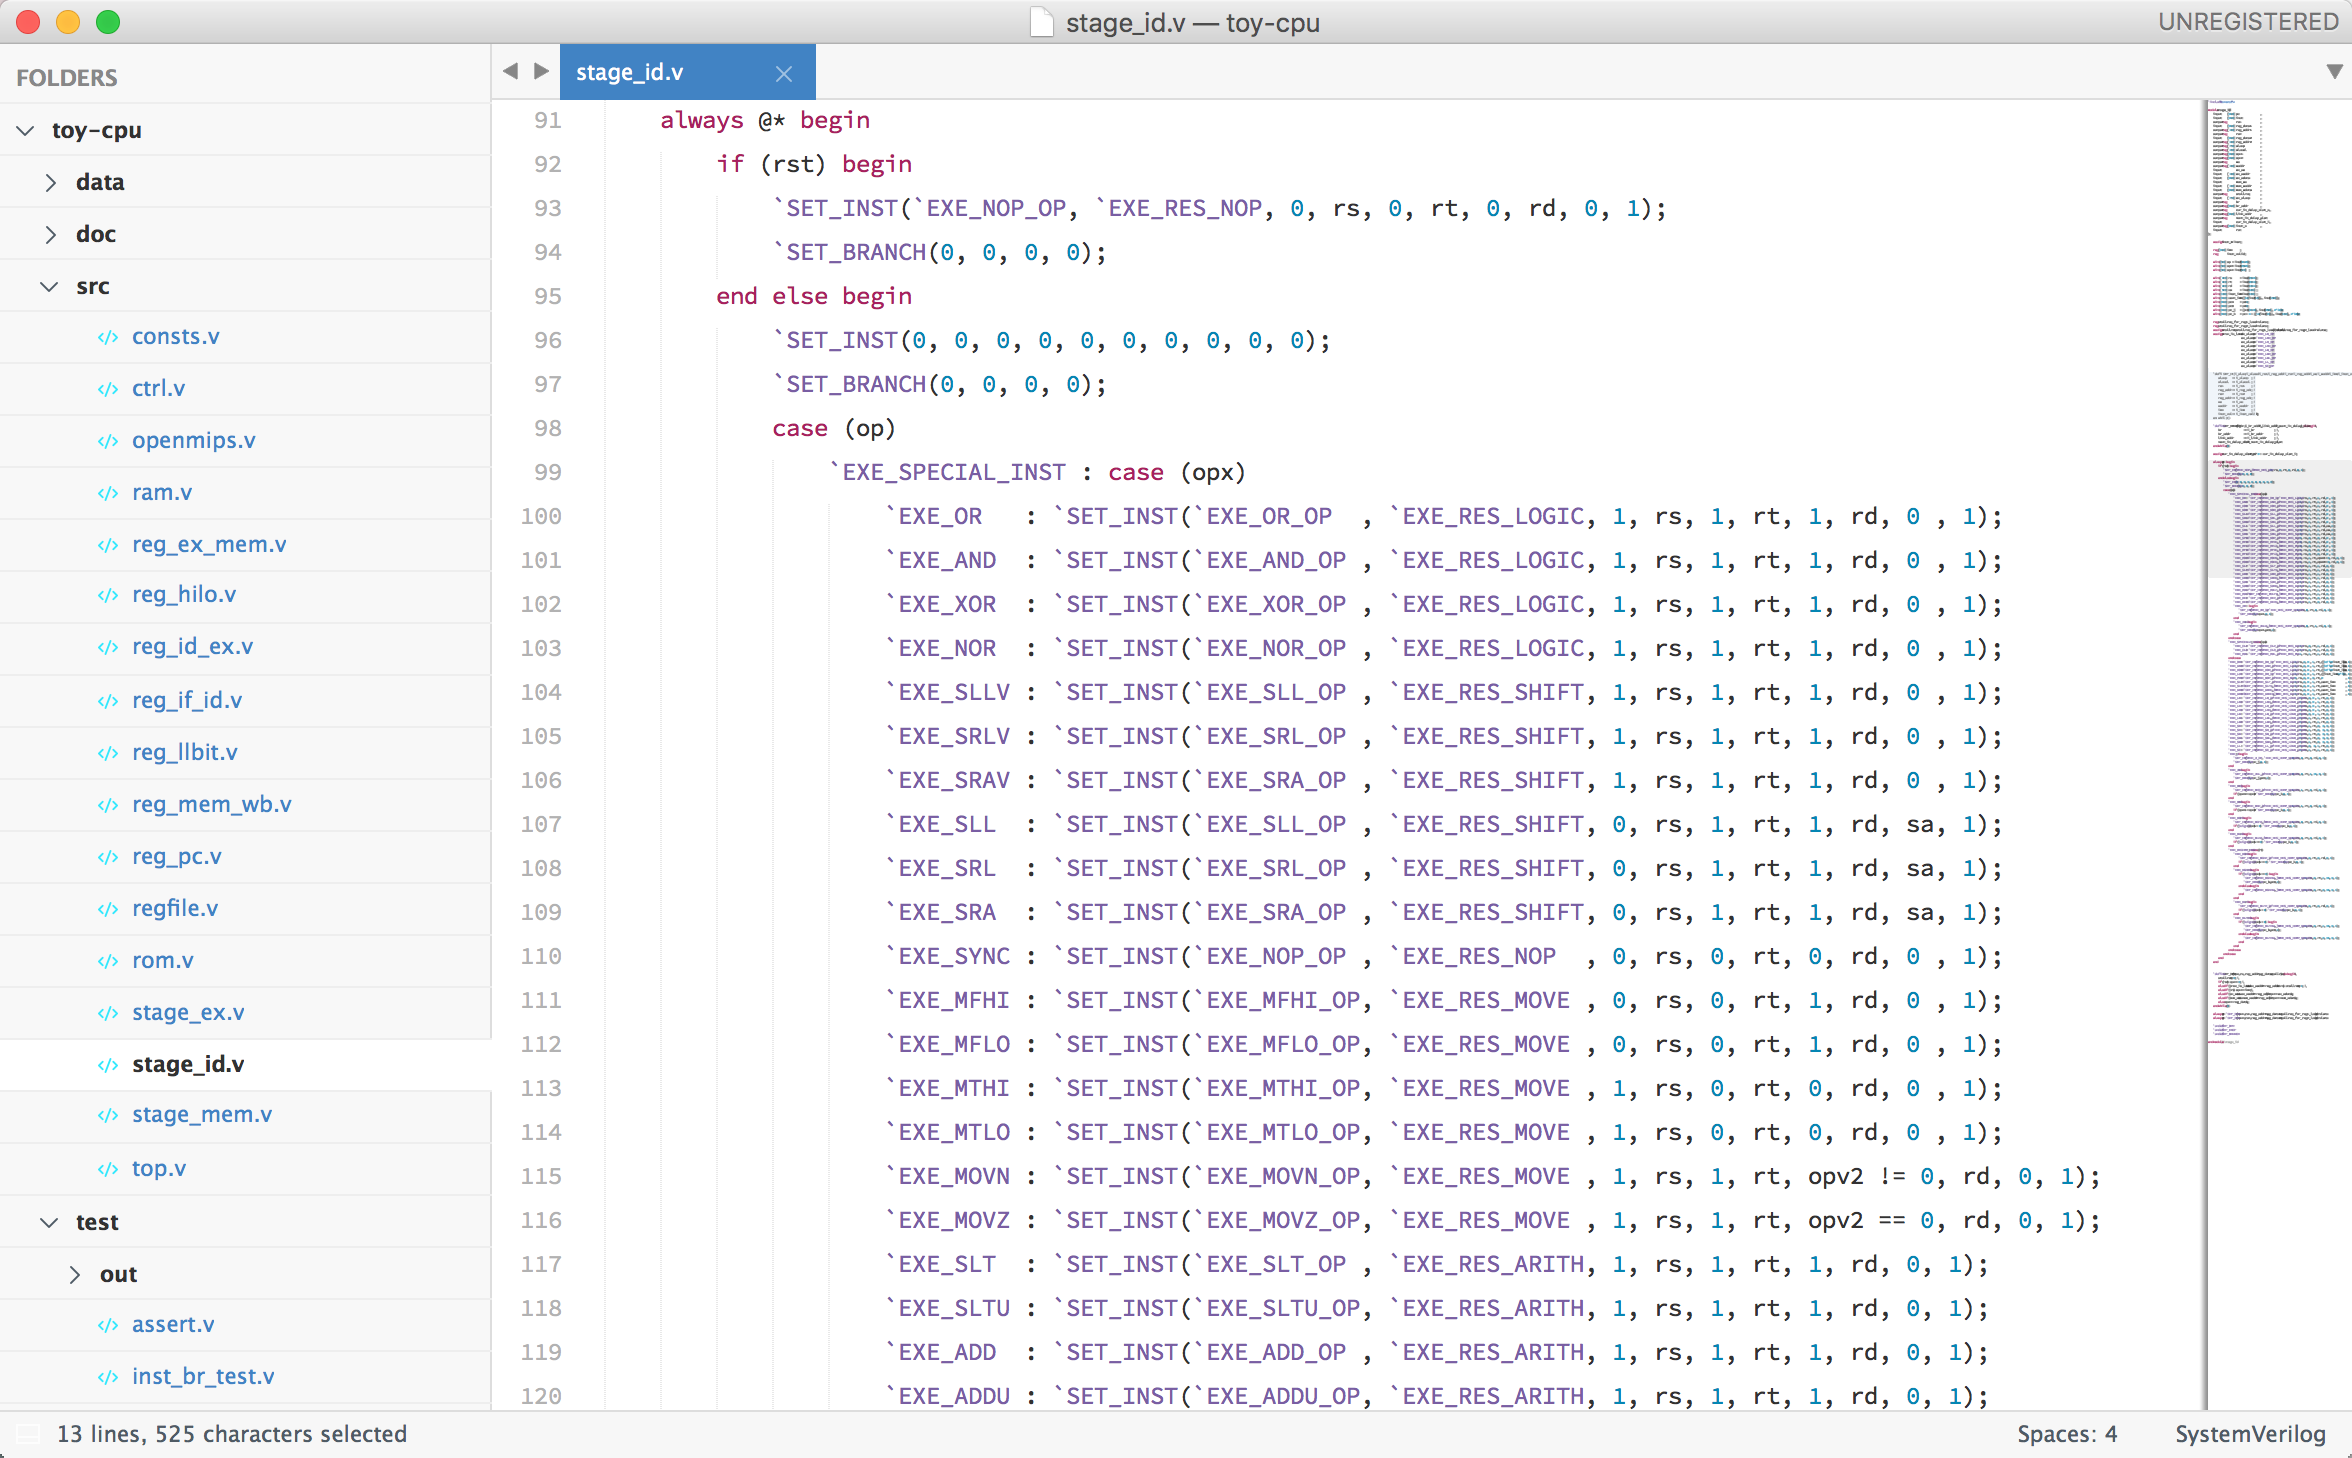 stage_id.v — toy-cpu
UNREGISTERED
FOLDERS
toy-cpu
data
doc
src
consts.v
ctrl.v
openmips.v
ram.v
reg_ex_mem.v
reg_hilo.v
reg_id_ex.v
reg_if_id.v
reg_llbit.v
reg_mem_wb.v
reg_pc.v
regfile.v
rom.v
stage_ex.v
stage_id.v
stage_mem.v
top.v
test
out
assert.v
inst_br_test.v
stage_id.v
91 always @* begin
92 if (rst) begin
93 `SET_INST(`EXE_NOP_OP, `EXE_RES_NOP, 0, rs, 0, rt, 0, rd, 0, 1);
94 `SET_BRANCH(0, 0, 0, 0);
95 end else begin
96 `SET_INST(0, 0, 0, 0, 0, 0, 0, 0, 0, 0);
97 `SET_BRANCH(0, 0, 0, 0);
98 case (op)
99 `EXE_SPECIAL_INST : case (opx)
100 `EXE_OR   : `SET_INST(`EXE_OR_OP  , `EXE_RES_LOGIC, 1, rs, 1, rt, 1, rd, 0 , 1);
101 `EXE_AND  : `SET_INST(`EXE_AND_OP , `EXE_RES_LOGIC, 1, rs, 1, rt, 1, rd, 0 , 1);
102 `EXE_XOR  : `SET_INST(`EXE_XOR_OP , `EXE_RES_LOGIC, 1, rs, 1, rt, 1, rd, 0 , 1);
103 `EXE_NOR  : `SET_INST(`EXE_NOR_OP , `EXE_RES_LOGIC, 1, rs, 1, rt, 1, rd, 0 , 1);
104 `EXE_SLLV : `SET_INST(`EXE_SLL_OP , `EXE_RES_SHIFT, 1, rs, 1, rt, 1, rd, 0 , 1);
105 `EXE_SRLV : `SET_INST(`EXE_SRL_OP , `EXE_RES_SHIFT, 1, rs, 1, rt, 1, rd, 0 , 1);
106 `EXE_SRAV : `SET_INST(`EXE_SRA_OP , `EXE_RES_SHIFT, 1, rs, 1, rt, 1, rd, 0 , 1);
107 `EXE_SLL  : `SET_INST(`EXE_SLL_OP , `EXE_RES_SHIFT, 0, rs, 1, rt, 1, rd, sa, 1);
108 `EXE_SRL  : `SET_INST(`EXE_SRL_OP , `EXE_RES_SHIFT, 0, rs, 1, rt, 1, rd, sa, 1);
109 `EXE_SRA  : `SET_INST(`EXE_SRA_OP , `EXE_RES_SHIFT, 0, rs, 1, rt, 1, rd, sa, 1);
110 `EXE_SYNC : `SET_INST(`EXE_NOP_OP , `EXE_RES_NOP  , 0, rs, 0, rt, 0, rd, 0 , 1);
111 `EXE_MFHI : `SET_INST(`EXE_MFHI_OP, `EXE_RES_MOVE , 0, rs, 0, rt, 1, rd, 0 , 1);
112 `EXE_MFLO : `SET_INST(`EXE_MFLO_OP, `EXE_RES_MOVE , 0, rs, 0, rt, 1, rd, 0 , 1);
113 `EXE_MTHI : `SET_INST(`EXE_MTHI_OP, `EXE_RES_MOVE , 1, rs, 0, rt, 0, rd, 0 , 1);
114 `EXE_MTLO : `SET_INST(`EXE_MTLO_OP, `EXE_RES_MOVE , 1, rs, 0, rt, 0, rd, 0 , 1);
115 `EXE_MOVN : `SET_INST(`EXE_MOVN_OP, `EXE_RES_MOVE , 1, rs, 1, rt, opv2 != 0, rd, 0, 1);
116 `EXE_MOVZ : `SET_INST(`EXE_MOVZ_OP, `EXE_RES_MOVE , 1, rs, 1, rt, opv2 == 0, rd, 0, 1);
117 `EXE_SLT  : `SET_INST(`EXE_SLT_OP , `EXE_RES_ARITH, 1, rs, 1, rt, 1, rd, 0, 1);
118 `EXE_SLTU : `SET_INST(`EXE_SLTU_OP, `EXE_RES_ARITH, 1, rs, 1, rt, 1, rd, 0, 1);
119 `EXE_ADD  : `SET_INST(`EXE_ADD_OP , `EXE_RES_ARITH, 1, rs, 1, rt, 1, rd, 0, 1);
120 `EXE_ADDU : `SET_INST(`EXE_ADDU_OP, `EXE_RES_ARITH, 1, rs, 1, rt, 1, rd, 0, 1);
13 lines, 525 characters selected
Spaces: 4
SystemVerilog